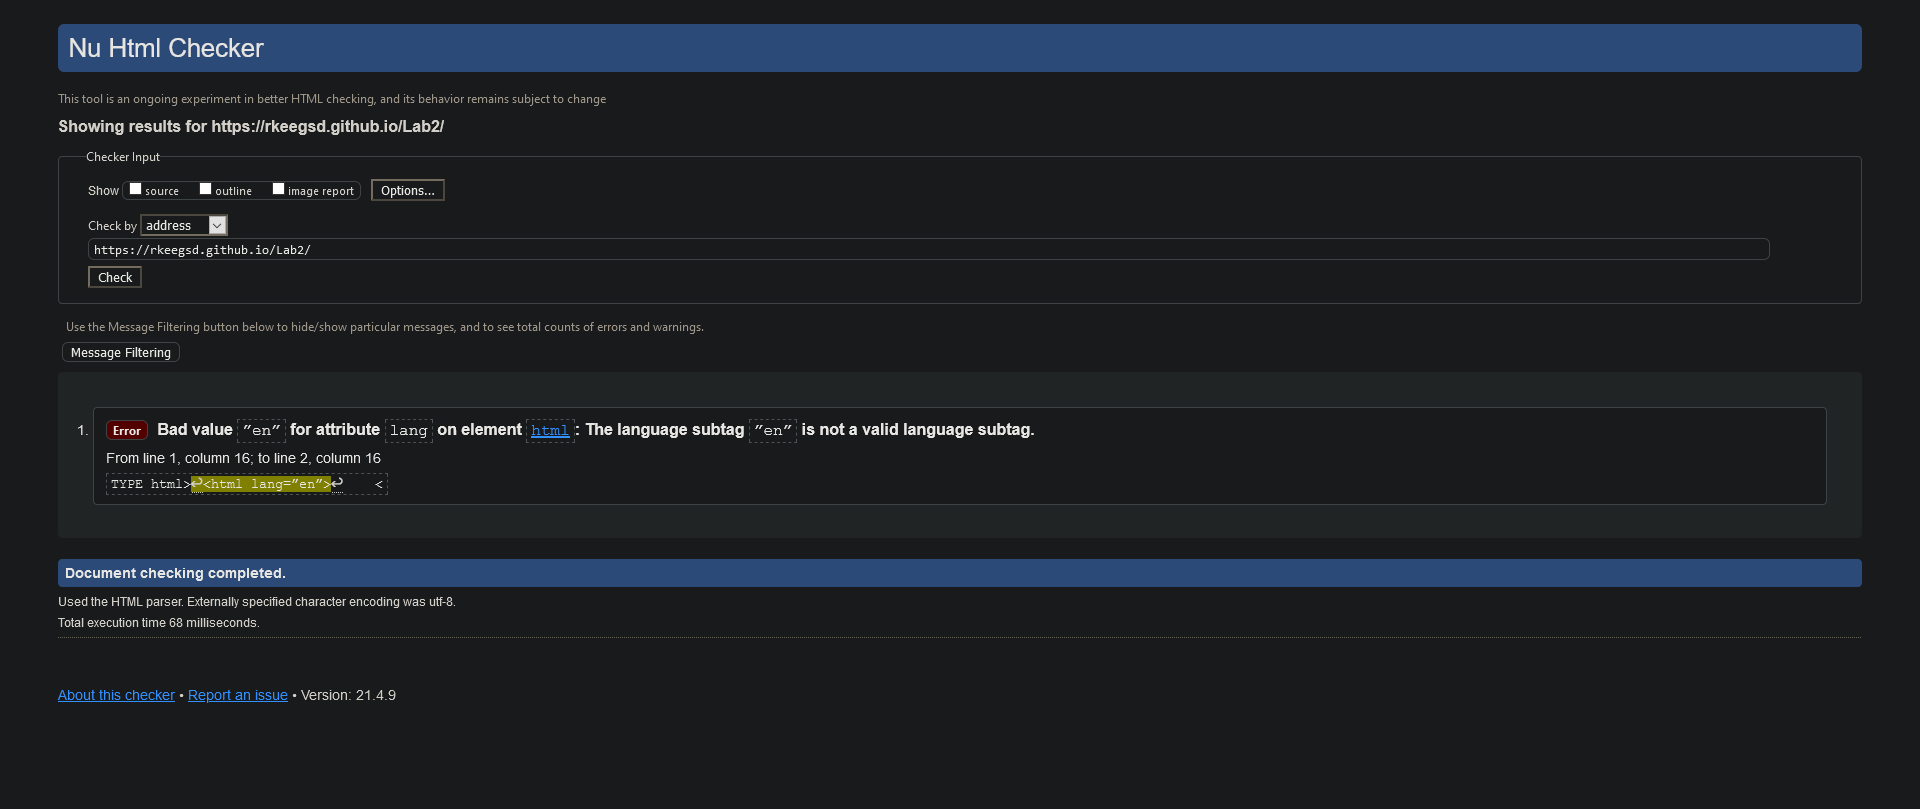 Nu Html Checker
This tool is an ongoing experiment in better HTML checking, and its behavior remains subject to change
Showing results for https://rkeegsd.github.io/Lab2/
Checker Input
Show source outline image report Options...
Check by address
https://rkeegsd.github.io/Lab2/
Check
Use the Message Filtering button below to hide/show particular messages, and to see total counts of errors and warnings.
Message Filtering
1. Error Bad value ”en” for attribute lang on element html: The language subtag ”en” is not a valid language subtag.
From line 1, column 16; to line 2, column 16
TYPE html>↩<html lang=”en”>↩    <
Document checking completed.
Used the HTML parser. Externally specified character encoding was utf-8.
Total execution time 68 milliseconds.
About this checker • Report an issue • Version: 21.4.9